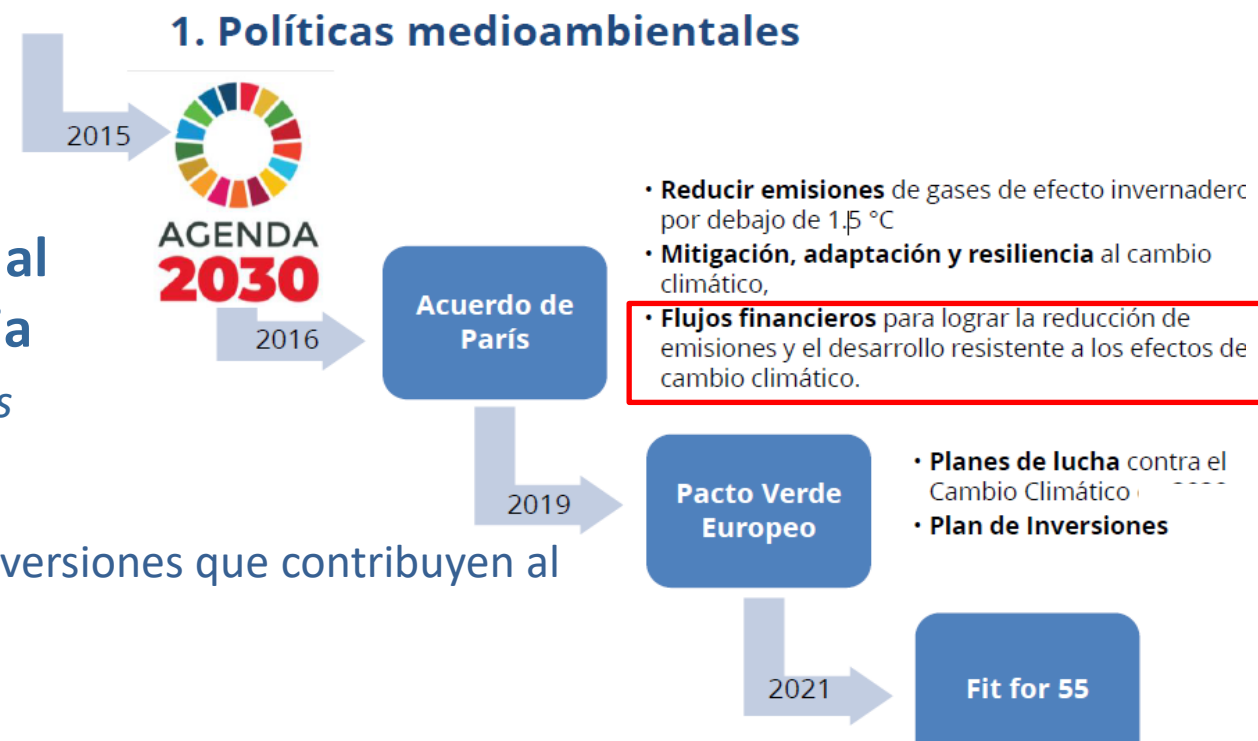 1. Políticas medioambientales
2015
AGENDA
2030
al
ia
s
2016
Acuerdo de
París
• Reducir emisiones de gases de efecto invernadero
por debajo de 1.5 °C
• Mitigación, adaptación y resiliencia al cambio
climático,
• Flujos financieros para lograr la reducción de
emisiones y el desarrollo resistente a los efectos de
cambio climático.
2019
Pacto Verde
Europeo
• Planes de lucha contra el
Cambio Climático
• Plan de Inversiones
versiones que contribuyen al
2021
Fit for 55